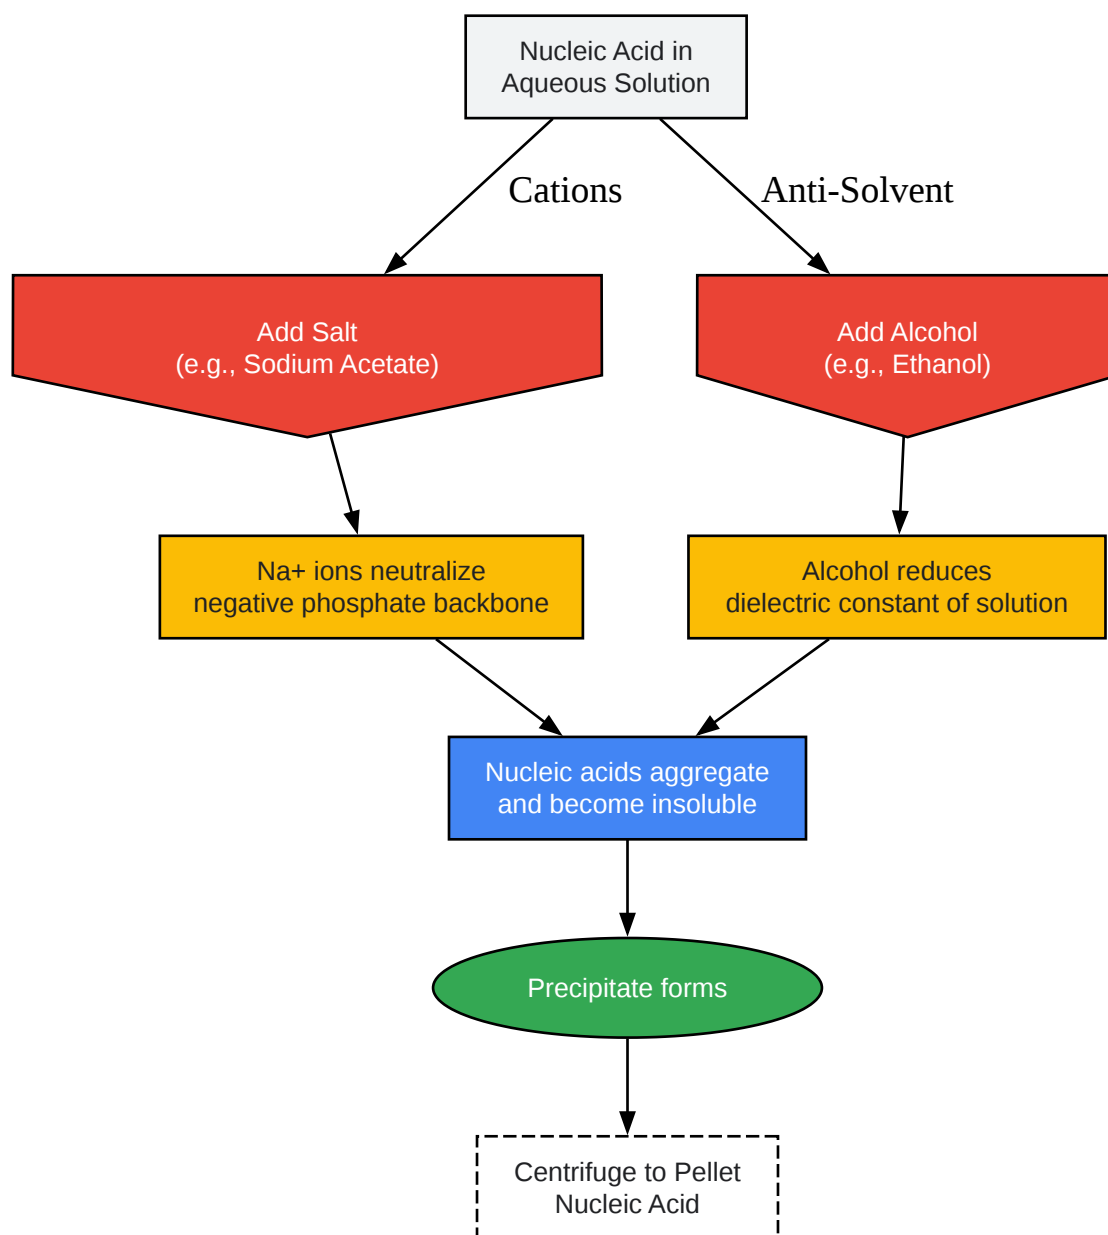 Nucleic Acid in
Aqueous Solution
Cations
Anti-Solvent
Add Salt
(e.g., Sodium Acetate)
Add Alcohol
(e.g., Ethanol)
Na+ ions neutralize
negative phosphate backbone
Alcohol reduces
dielectric constant of solution
Nucleic acids aggregate
and become insoluble
Precipitate forms
Centrifuge to Pellet
Nucleic Acid